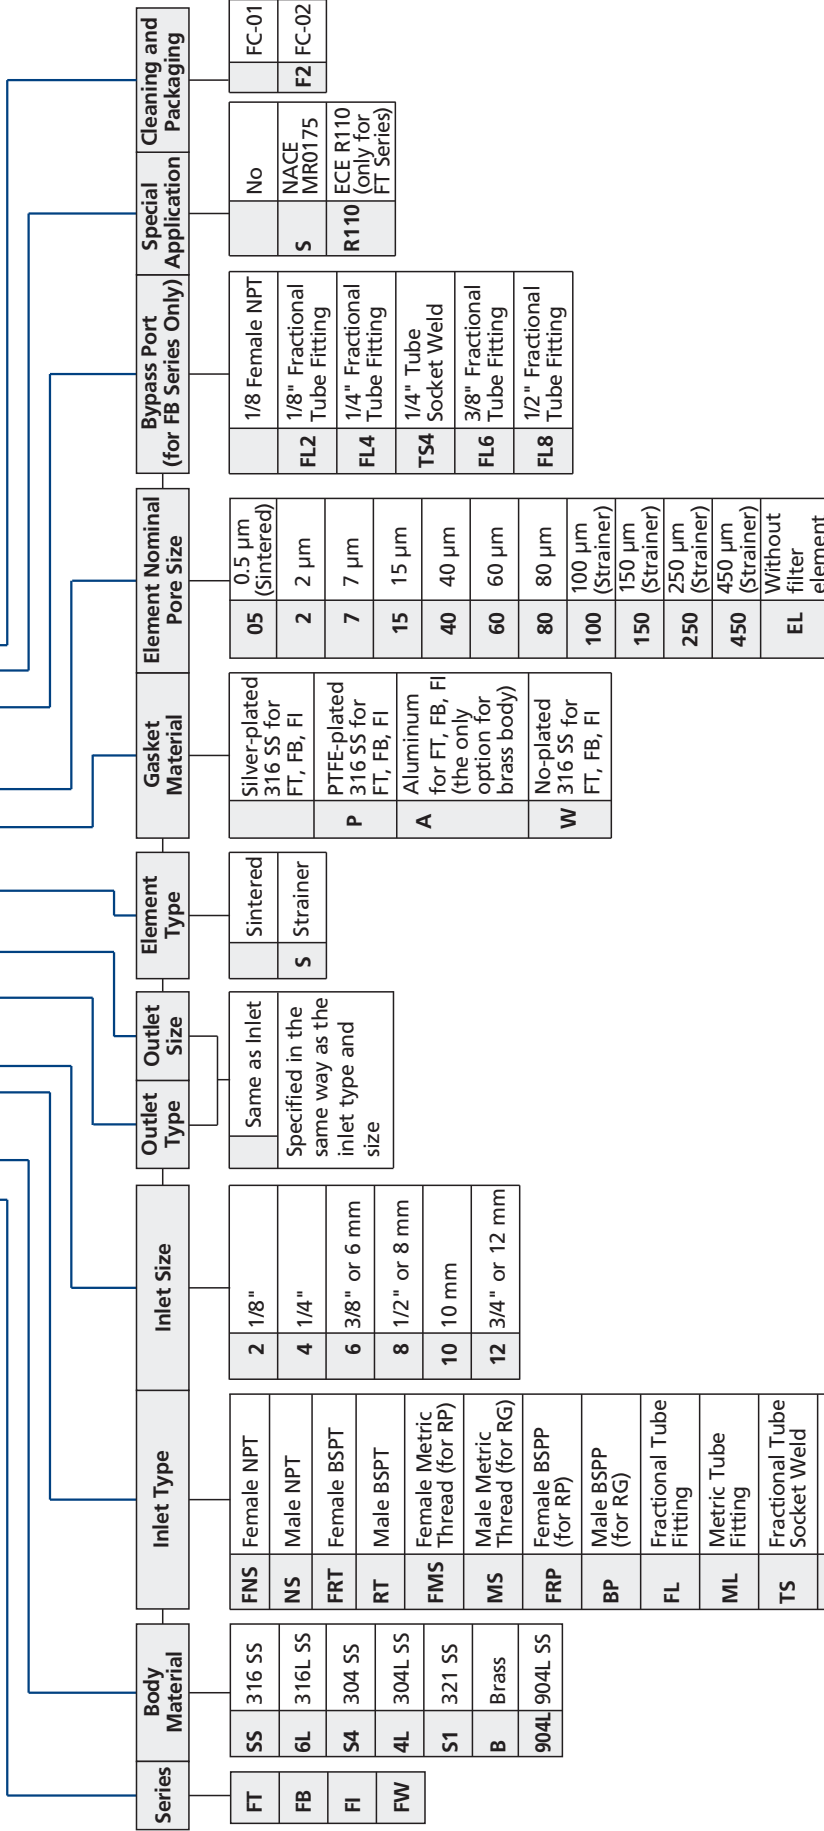 Series
FT
FB
FI
FW
Body
Material
SS 316 SS
6L 316L SS
S4 304 SS
4L 304L SS
S1 321 SS
B Brass
904L 904L SS
Inlet Type
FNS Female NPT
NS Male NPT
FRT Female BSPT
RT Male BSPT
FMS Female Metric
Thread (for RP)
MS Male Metric
Thread (for RG)
FRP Female BSPP
(for RP)
BP Male BSPP
(for RG)
FL Fractional Tube
Fitting
ML Metric Tube
Fitting
TS Fractional Tube
Socket Weld
Inlet Size
2 1/8"
4 1/4"
6 3/8" or 6 mm
8 1/2" or 8 mm
10 10 mm
12 3/4" or 12 mm
Outlet
Type
Outlet
Size
Same as Inlet
Specified in the
same way as the
inlet type and
size
Element
Type
Sintered
S Strainer
Gasket
Material
Silver-plated
316 SS for
FT, FB, FI
P PTFE-plated
316 SS for
FT, FB, FI
A Aluminum
for FT, FB, FI
(the only
option for
brass body)
W No-plated
316 SS for
FT, FB, FI
Element Nominal
Pore Size
05 0.5 μm
(Sintered)
2 2 μm
7 7 μm
15 15 μm
40 40 μm
60 60 μm
80 80 μm
100 100 μm
(Strainer)
150 150 μm
(Strainer)
250 250 μm
(Strainer)
450 450 μm
(Strainer)
EL Without
filter
element
Bypass Port
(for FB Series Only)
1/8 Female NPT
FL2 1/8" Fractional
Tube Fitting
FL4 1/4" Fractional
Tube Fitting
TS4 1/4" Tube
Socket Weld
FL6 3/8" Fractional
Tube Fitting
FL8 1/2" Fractional
Tube Fitting
Special
Application
No
S NACE
MR0175
R110 ECE R110
(only for
FT Series)
Cleaning and
Packaging
FC-01
F2 FC-02